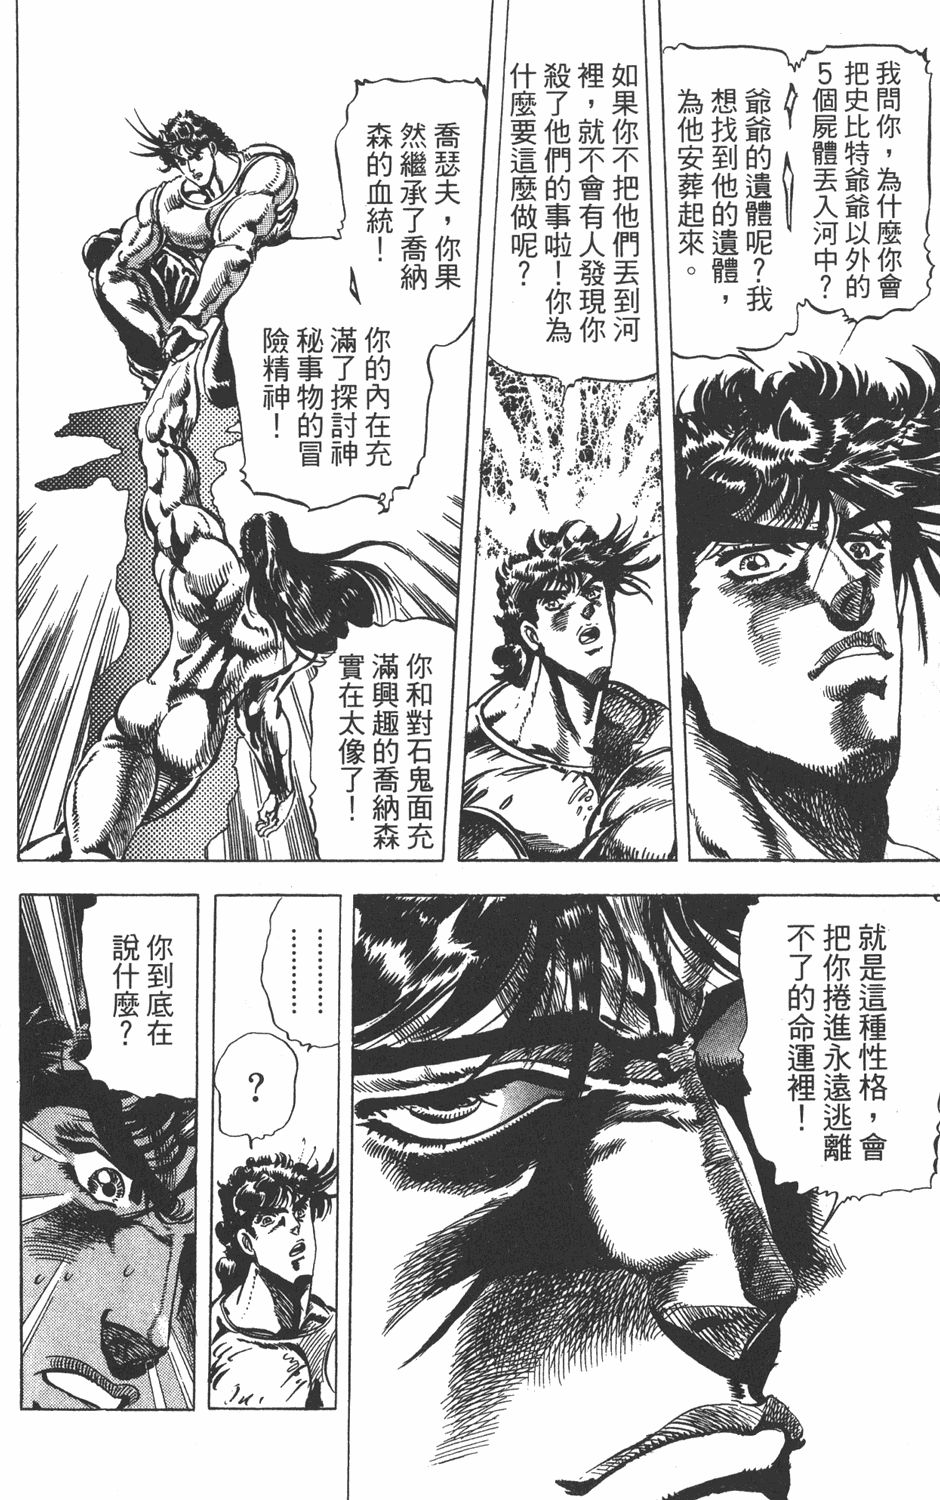 我問你，為什麼你會
把史比特爺爺以外的
5個屍體丟入河中？
爺爺的遺體呢？我
想找到他的遺體，
為他安葬起來。
如果你不把他們丟到河
裡，就不會有人發現你
殺了他們的事啦！你為
什麼要這麼做呢？
喬瑟夫，你果
然繼承了喬納
森的血統！
你的內在充
滿了探討神
秘事物的冒
險精神！
你和對石鬼面充
滿興趣的喬納森
實在太像了！
就是這種性格，會
把你捲進永遠逃離
不了的命運裡！
………
………
？
你到底在
說什麼？